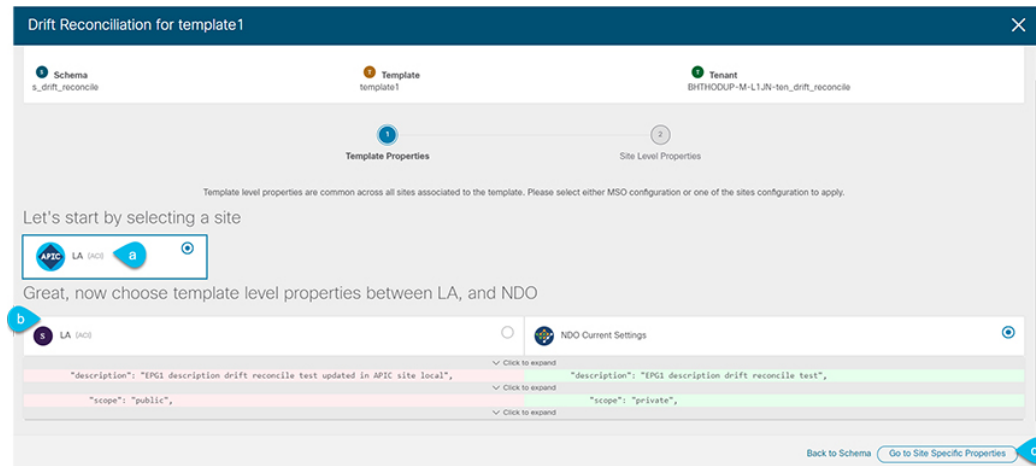 Drift Reconciliation for template1
S Schema
s_drift_reconcile
T Template
template1
T Tenant
BHTHODUP-M-L1JN-ten_drift_reconcile
1
2
Template Properties
Site Level Properties
Template level properties are common across all sites associated to the template. Please select either MSO configuration or one of the sites configuration to apply.
Let's start by selecting a site
APIC LA (ACI) a
Great, now choose template level properties between LA, and NDO
b
S LA (ACI)
NDO Current Settings
Click to expand
"description": "EPG1 description drift reconcile test updated in APIC site local",
"description": "EPG1 description drift reconcile test",
Click to expand
"scope": "public",
"scope": "private",
Click to expand
Back to Schema Go to Site Specific Properties